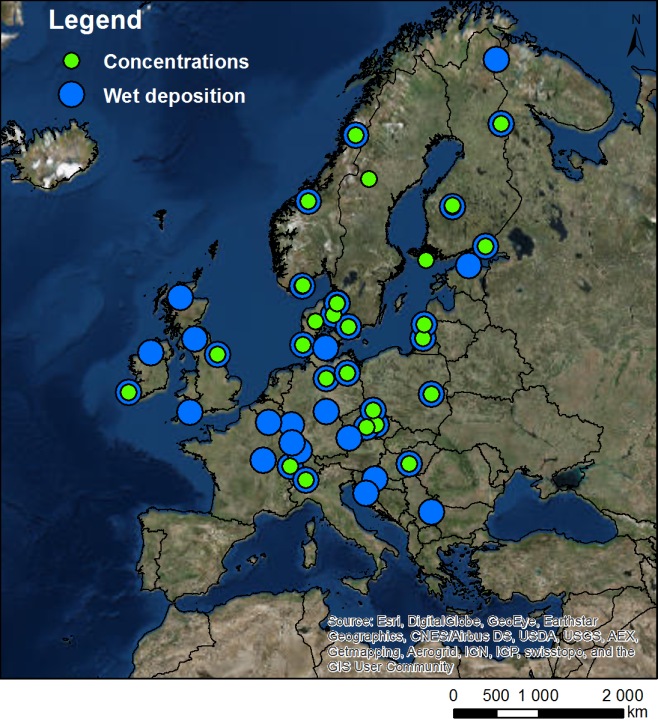 Legend
N
Concentrations
Wet deposition
Source: Esri, DigitalGlobe, GeoEye, Earthstar
Geographics, CNES/Airbus DS, USDA, USGS, AEX,
Getmapping, Aerogrid, IGN, IGP, swisstopo, and the
GIS User Community
0 500 1 000 2 000
km